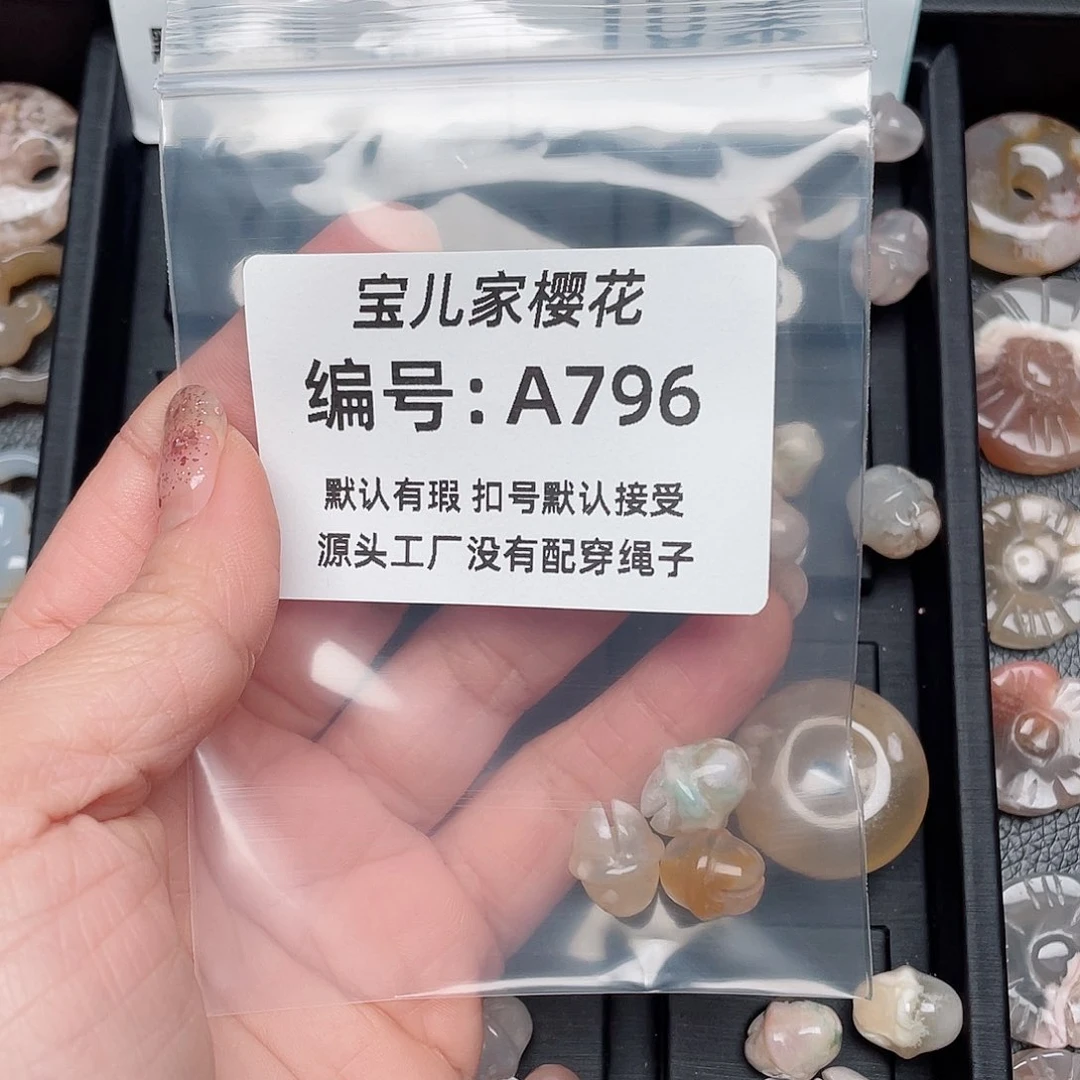 宝儿家樱花
编号：A796
默认有瑕 扣号默认接受
源头工厂没有配穿绳子